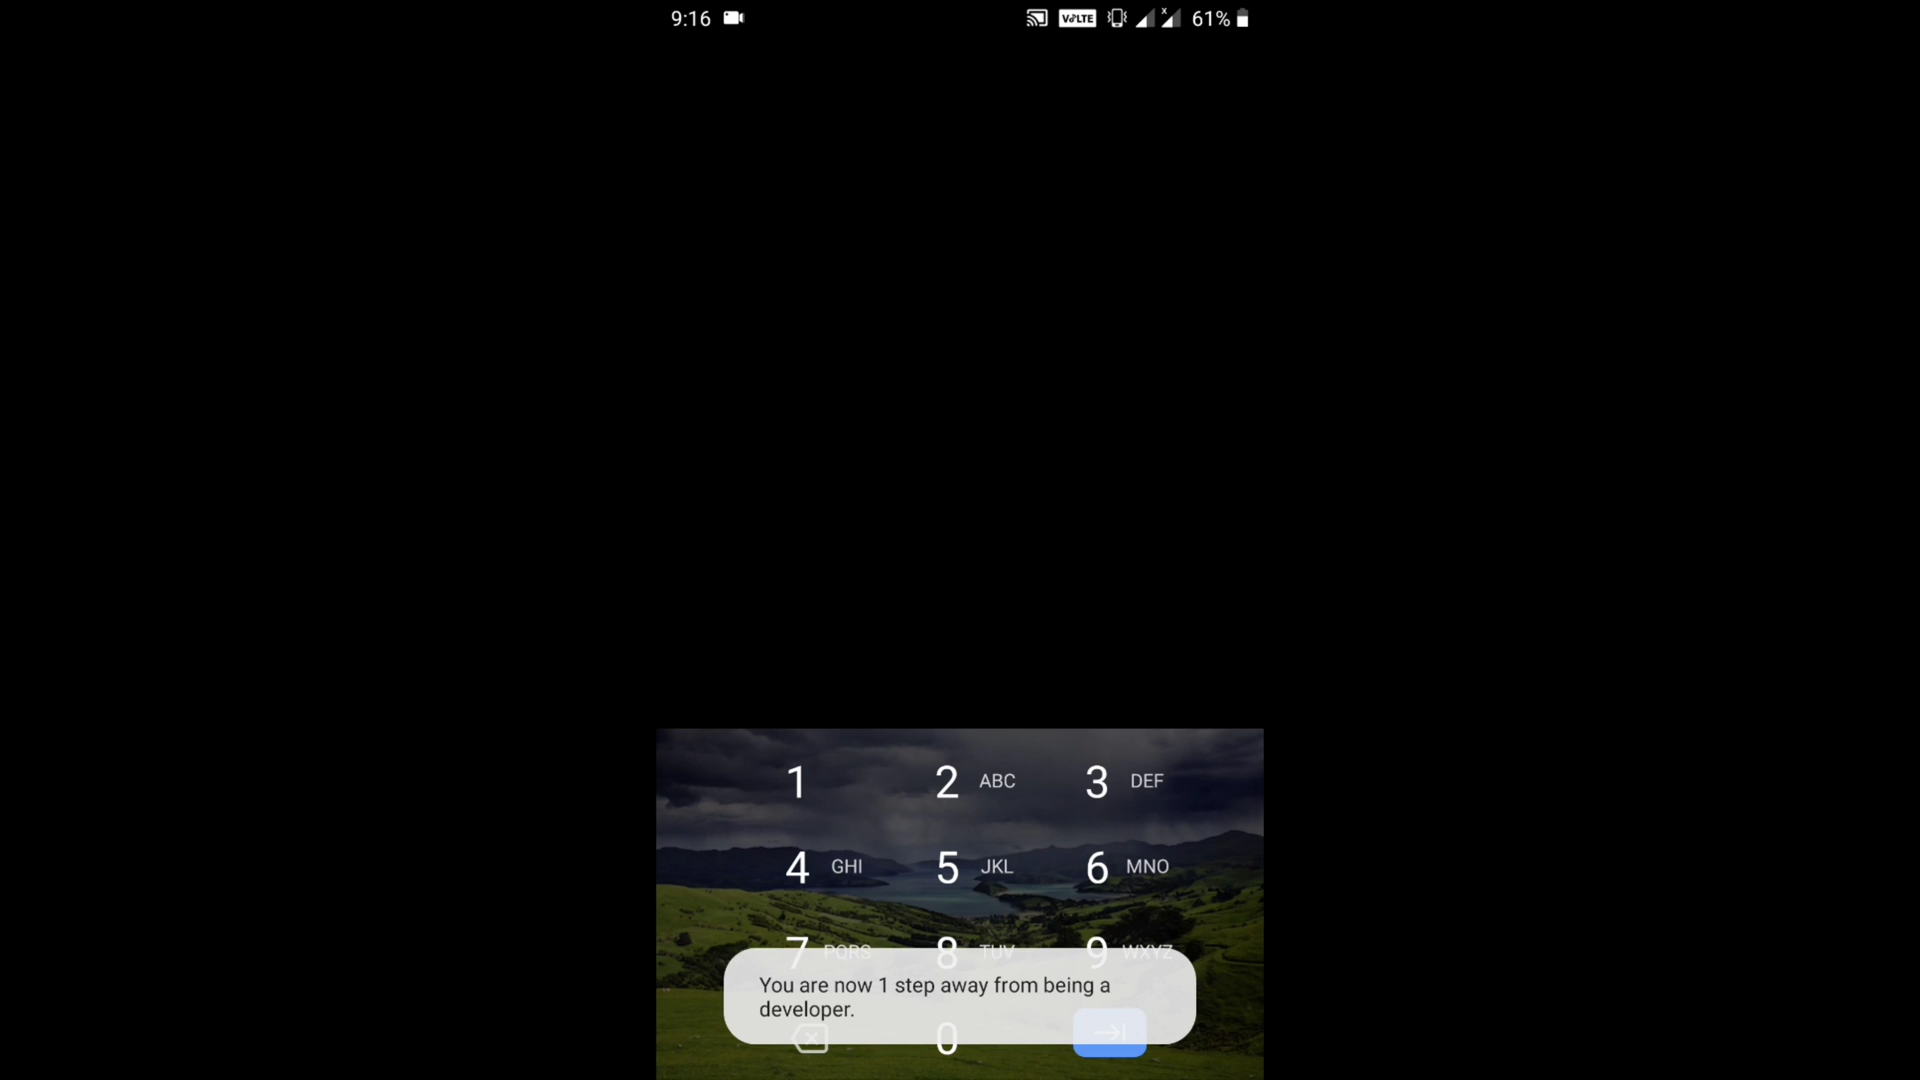 9:16 VoLTE x 61%
1 2 ABC 3 DEF
4 GHI 5 JKL 6 MNO
7 PQRS 8 TUV 9 WXYZ
You are now 1 step away from being a
developer.
0